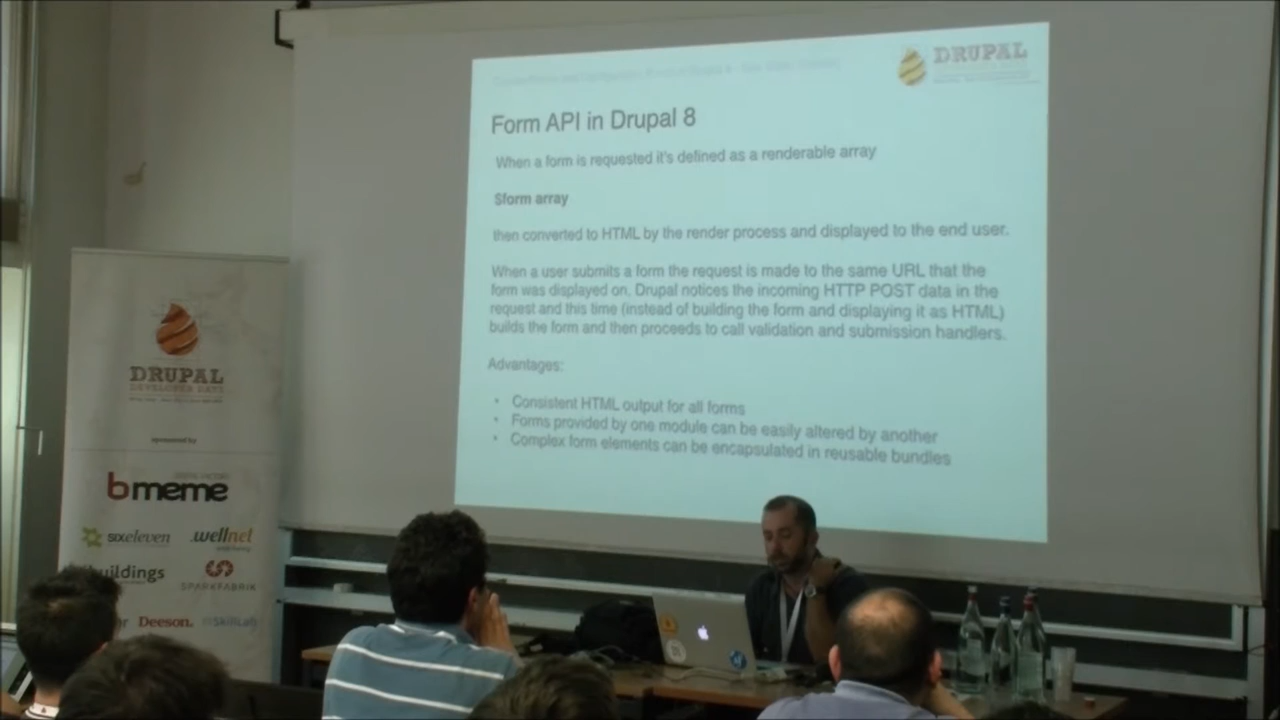 DRUPAL
Form API in Drupal 8
When a form is requested it's defined as a renderable array
$form array
then converted to HTML by the render process and displayed to the end user.
When a user submits a form the request is made to the same URL that the
form was displayed on. Drupal notices the incoming HTTP POST data in the
request and this time (instead of building the form and displaying it as HTML)
builds the form and then proceeds to call validation and submission handlers.
Advantages:
• Consistent HTML output for all forms
• Forms provided by one module can be easily altered by another
• Complex form elements can be encapsulated in reusable bundles
DRUPAL
DEVELOPER DAYS
sponsored by
bmeme
sixeleven
.wellnet
buildings
SPARKFABRIK
Deeson.